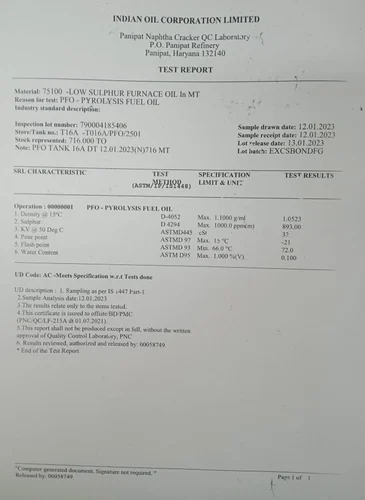 INDIAN OIL CORPORATION LIMITED
Panipat Naphtha Cracker QC Laboratory
P.O. Panipat Refinery
Panipat, Haryana 132140
TEST REPORT
Material: 75100 -LOW SULPHUR FURNACE OIL In MT
Reason for test: PFO - PYROLYSIS FUEL OIL
Industry standard description:
Inspection lot number: 790004185406
Store/Tank no.: T16A -T016A/PFO/2501
Stock represented: 716.000 TO
Note: PFO TANK 16A DT 12.01.2023(N)716 MT
Sample drawn date: 12.01.2023
Sample receipt date: 12.01.2023
Lot release date: 13.01.2023
Lot batch: EXCSBONDFG
SRL CHARACTERISTIC TEST SPECIFICATION TEST RESULTS
METHOD LIMIT & UNIT
(ASTM/IP/IS1448)
Operation : 00000001 PFO - PYROLYSIS FUEL OIL
1. Density @ 15°C D-4052 Max. 1.1000 g/ml 1.0523
2. Sulphur D 4294 Max. 1000.0 ppm(m) 893.00
3. KV @ 50 Deg C ASTMD445 cSt 37
4. Pour point ASTMD 97 Max. 15 °C -21
5. Flash point ASTMD 93 Min. 66.0 °C 72.0
6. Water Content ASTM D95 Max. 1.000 %(V) 0.100
UD Code: AC -Meets Specification w.r.t Tests done
UD description : 1. Sampling as per IS 1447 Part-1
2.Sample Analysis date:12.01.2023
3.The results relate only to the items tested.
4.This certificate is issued to offsite/BD/PMC
(PNC/QC/LF-215A dt 01.07.2021).
5.This report shall not be produced except in full, without the written
approval of Quality Control Laboratory, PNC
6. Results reviewed, authorized and released by: 00058749.
* End of the Test Report
"Computer generated document. Signature not required."
Released by: 00058749
Page 1 of 1